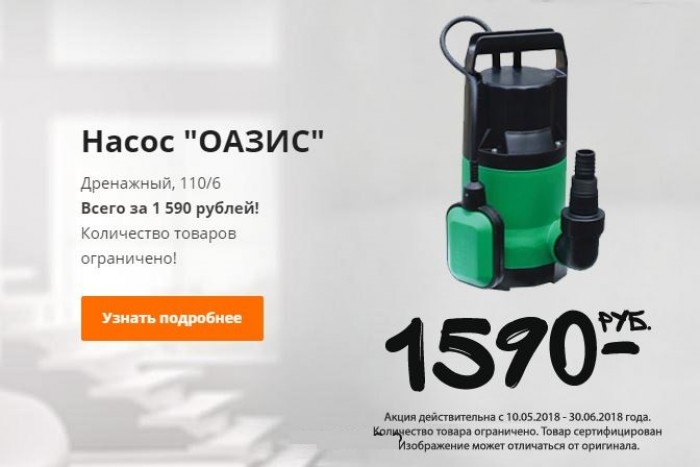 Насос "ОАЗИС"
Дренажный, 110/6
Всего за 1 590 рублей!
Количество товаров
ограничено!
Узнать подробнее
1590- РУБ.
Акция действительна с 10.05.2018 - 30.06.2018 года.
Количество товара ограничено. Товар сертифицирован
Изображение может отличаться от оригинала.